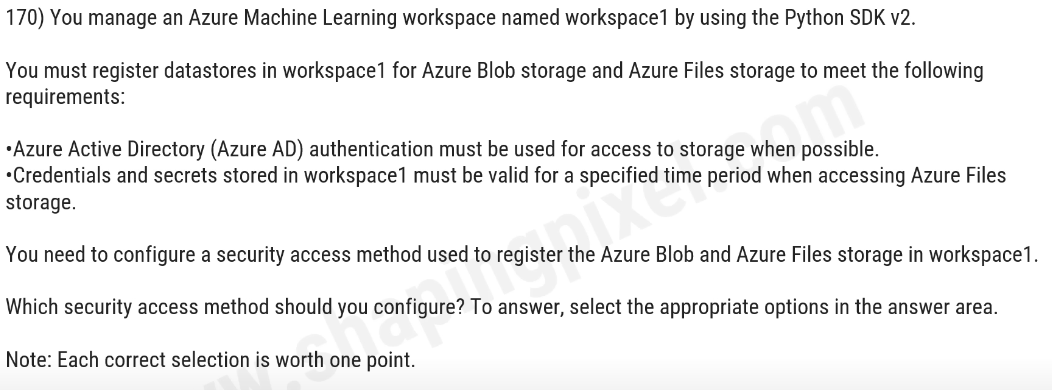 170) You manage an Azure Machine Learning workspace named workspace1 by using the Python SDK v2.
You must register datastores in workspace1 for Azure Blob storage and Azure Files storage to meet the following
requirements:
•Azure Active Directory (Azure AD) authentication must be used for access to storage when possible.
•Credentials and secrets stored in workspace1 must be valid for a specified time period when accessing Azure Files
storage.
You need to configure a security access method used to register the Azure Blob and Azure Files storage in workspace1.
Which security access method should you configure? To answer, select the appropriate options in the answer area.
Note: Each correct selection is worth one point.
w.shapingpixel.com